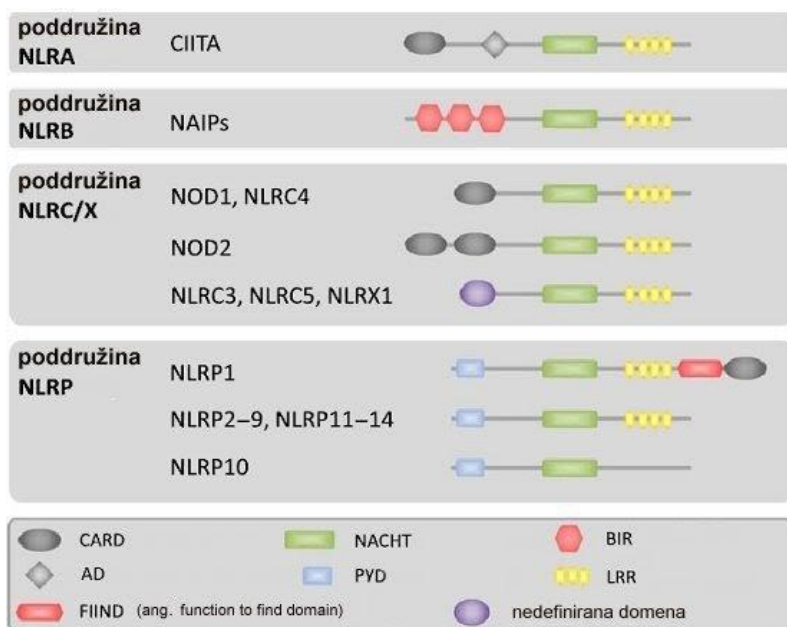 poddružina
NLRA
CIITA
poddružina
NLRB
NAIPs
poddružina
NLRC/X
NOD1, NLRC4
NOD2
NLRC3, NLRC5, NLRX1
poddružina
NLRP
NLRP1
NLRP2–9, NLRP11–14
NLRP10
CARD NACHT BIR
AD PYD LRR
FIIND (ang. function to find domain) nedefinirana domena